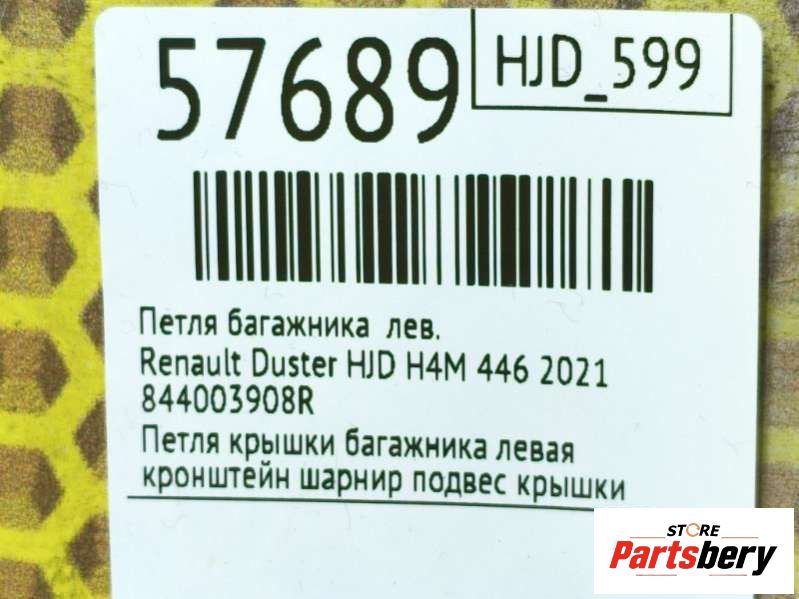 57689
HJD_599
Петля багажника лев.
Renault Duster HJD H4M 446 2021
844003908R
Петля крышки багажника левая
кронштейн шарнир подвес крышки
STORE
Partsbery